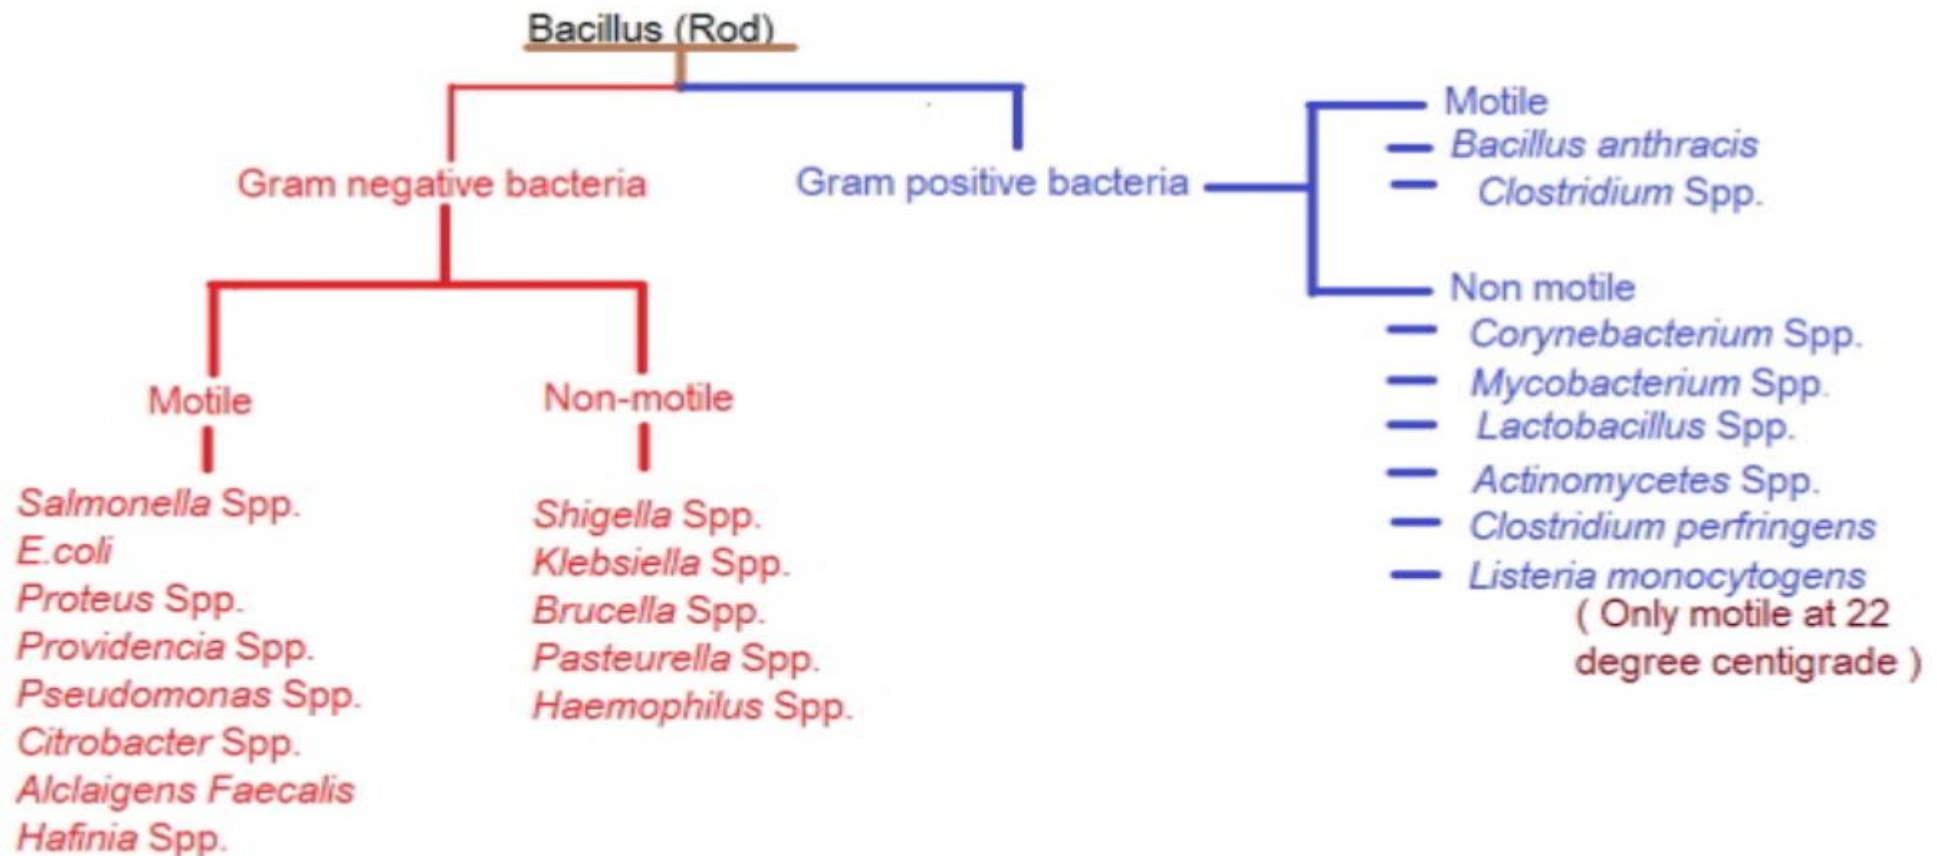 Bacillus (Rod)
Gram negative bacteria
Motile
Salmonella Spp.
E.coli
Proteus Spp.
Providencia Spp.
Pseudomonas Spp.
Citrobacter Spp.
Alclaigens Faecalis
Hafinia Spp.
Non-motile
Shigella Spp.
Klebsiella Spp.
Brucella Spp.
Pasteurella Spp.
Haemophilus Spp.
Gram positive bacteria
Motile
Bacillus anthracis
Clostridium Spp.
Non motile
Corynebacterium Spp.
Mycobacterium Spp.
Lactobacillus Spp.
Actinomycetes Spp.
Clostridium perfringens
Listeria monocytogens
( Only motile at 22
degree centigrade )